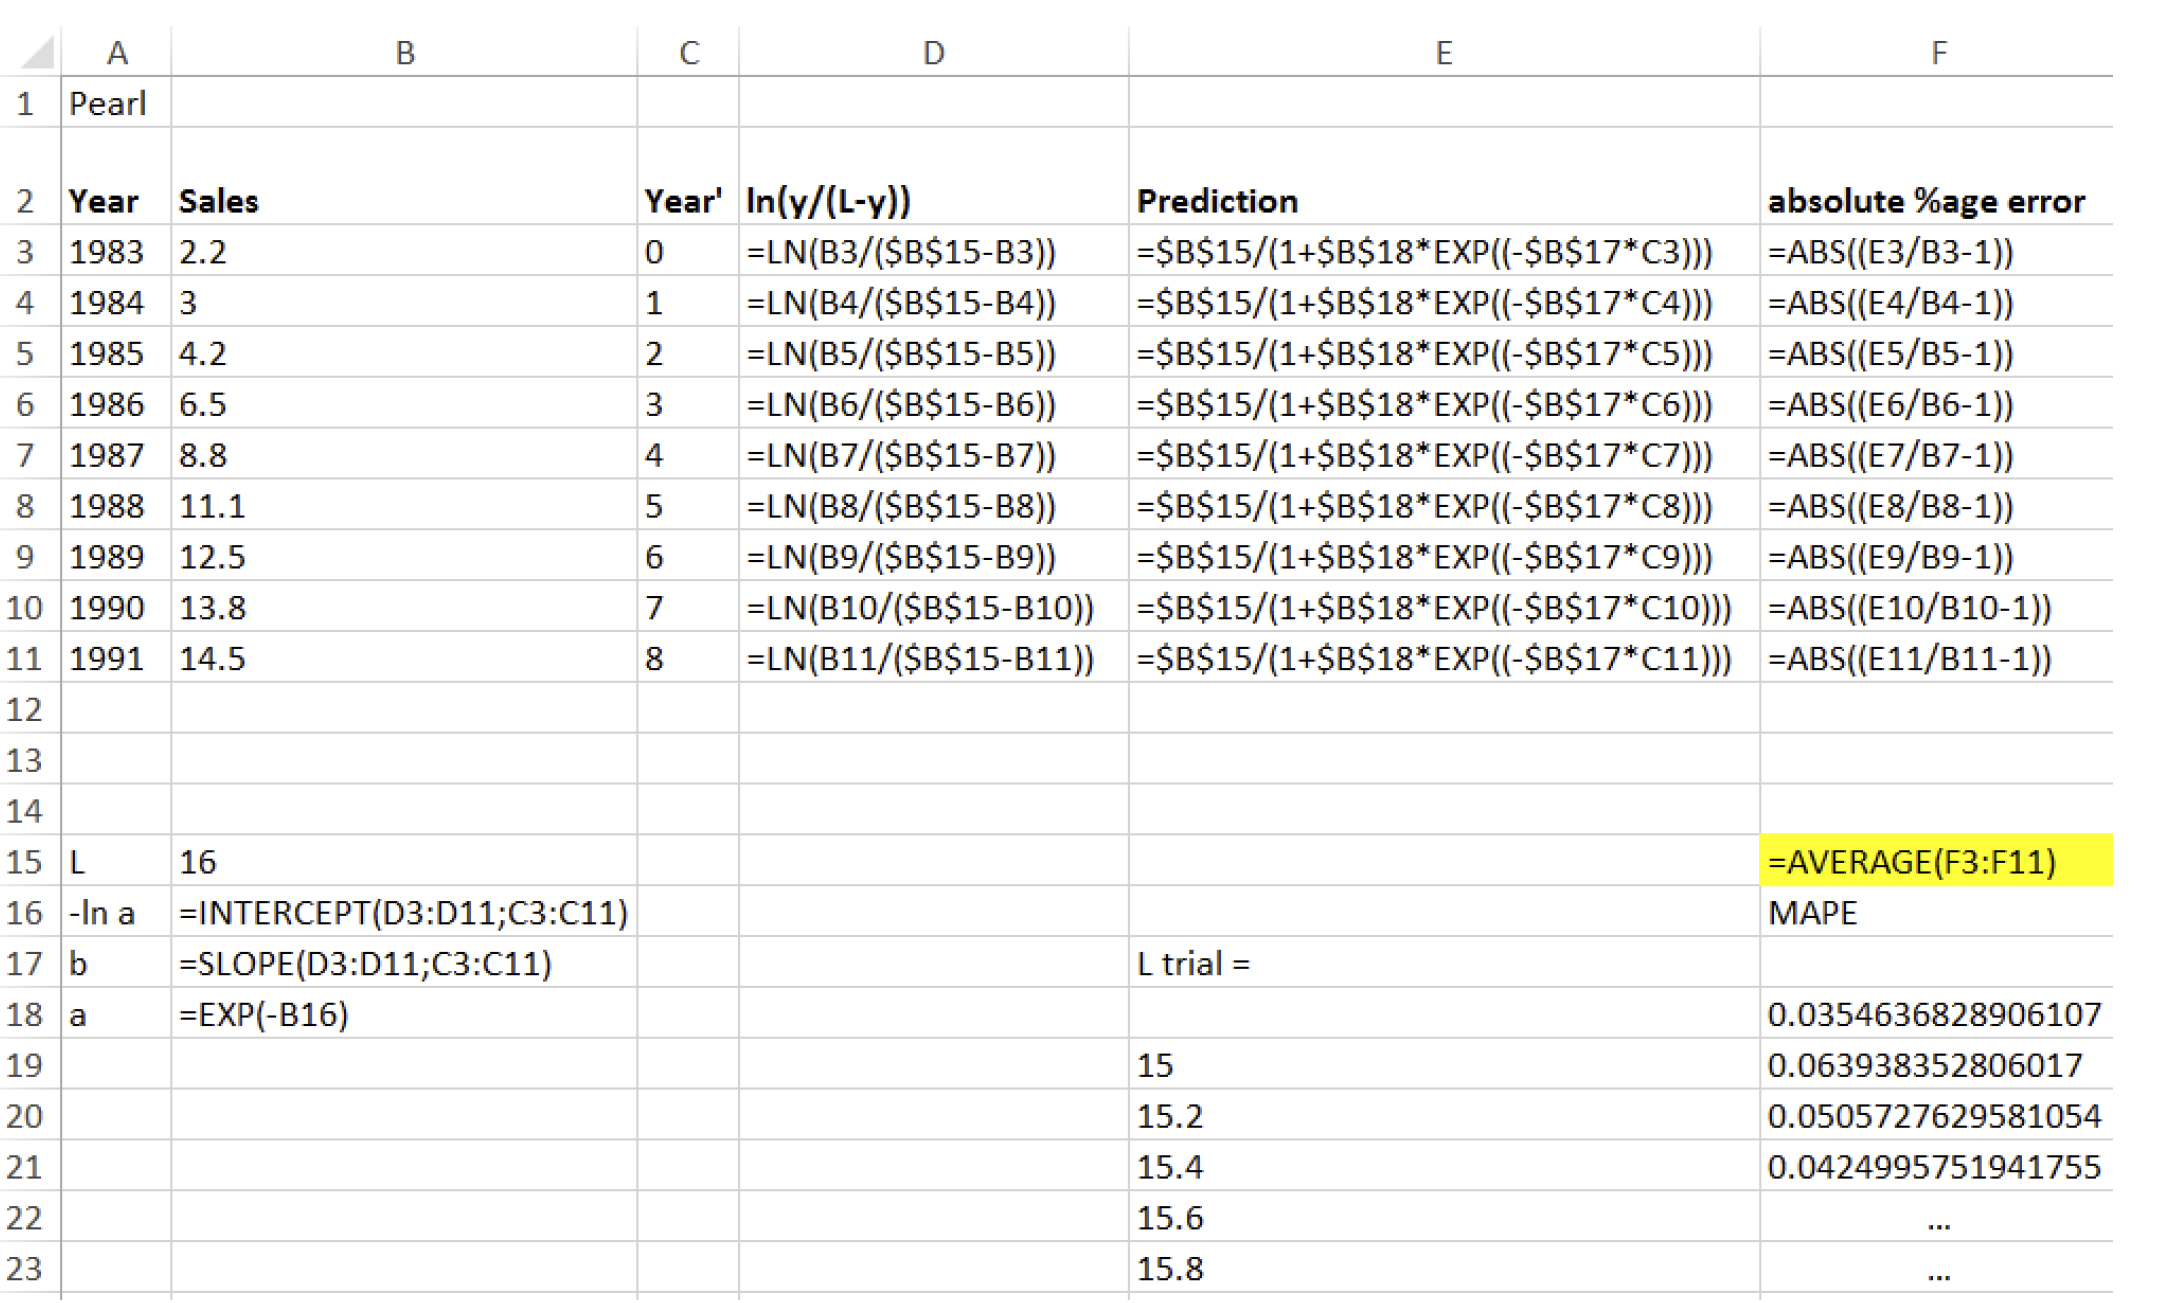 A B C D E F
1 Pearl
2 Year Sales Year' ln(y/(L-y)) Prediction absolute %age error
3 1983 2.2 0 =LN(B3/($B$15-B3)) =$B$15/(1+$B$18*EXP((-$B$17*C3))) =ABS((E3/B3-1))
4 1984 3 1 =LN(B4/($B$15-B4)) =$B$15/(1+$B$18*EXP((-$B$17*C4))) =ABS((E4/B4-1))
5 1985 4.2 2 =LN(B5/($B$15-B5)) =$B$15/(1+$B$18*EXP((-$B$17*C5))) =ABS((E5/B5-1))
6 1986 6.5 3 =LN(B6/($B$15-B6)) =$B$15/(1+$B$18*EXP((-$B$17*C6))) =ABS((E6/B6-1))
7 1987 8.8 4 =LN(B7/($B$15-B7)) =$B$15/(1+$B$18*EXP((-$B$17*C7))) =ABS((E7/B7-1))
8 1988 11.1 5 =LN(B8/($B$15-B8)) =$B$15/(1+$B$18*EXP((-$B$17*C8))) =ABS((E8/B8-1))
9 1989 12.5 6 =LN(B9/($B$15-B9)) =$B$15/(1+$B$18*EXP((-$B$17*C9))) =ABS((E9/B9-1))
10 1990 13.8 7 =LN(B10/($B$15-B10)) =$B$15/(1+$B$18*EXP((-$B$17*C10))) =ABS((E10/B10-1))
11 1991 14.5 8 =LN(B11/($B$15-B11)) =$B$15/(1+$B$18*EXP((-$B$17*C11))) =ABS((E11/B11-1))
12
13
14
15 L 16 =AVERAGE(F3:F11)
16 -ln a =INTERCEPT(D3:D11;C3:C11) MAPE
17 b =SLOPE(D3:D11;C3:C11) L trial =
18 a =EXP(-B16) 0.0354636828906107
19 15 0.063938352806017
20 15.2 0.0505727629581054
21 15.4 0.0424995751941755
22 15.6 ...
23 15.8 ...